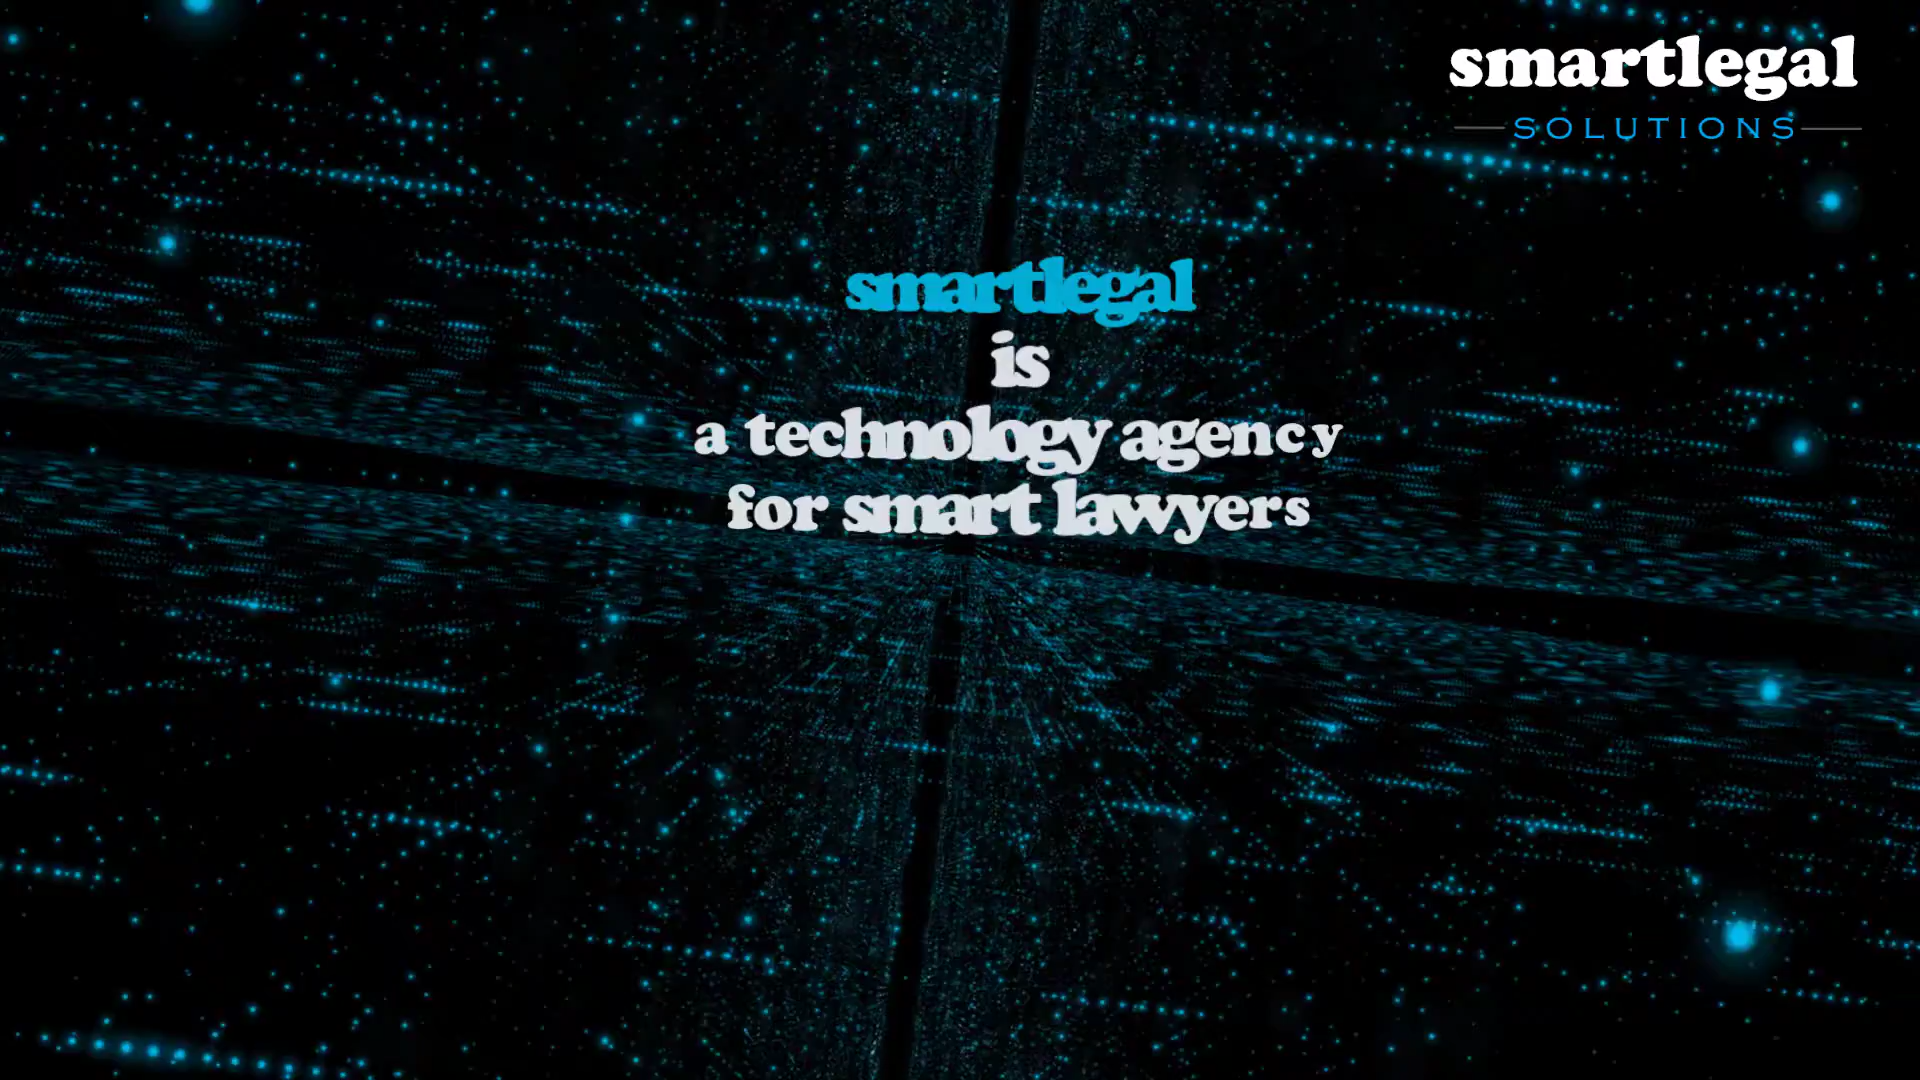 smartlegal
SOLUTIONS
smartlegal
is
a technology agency
for smart lawyers